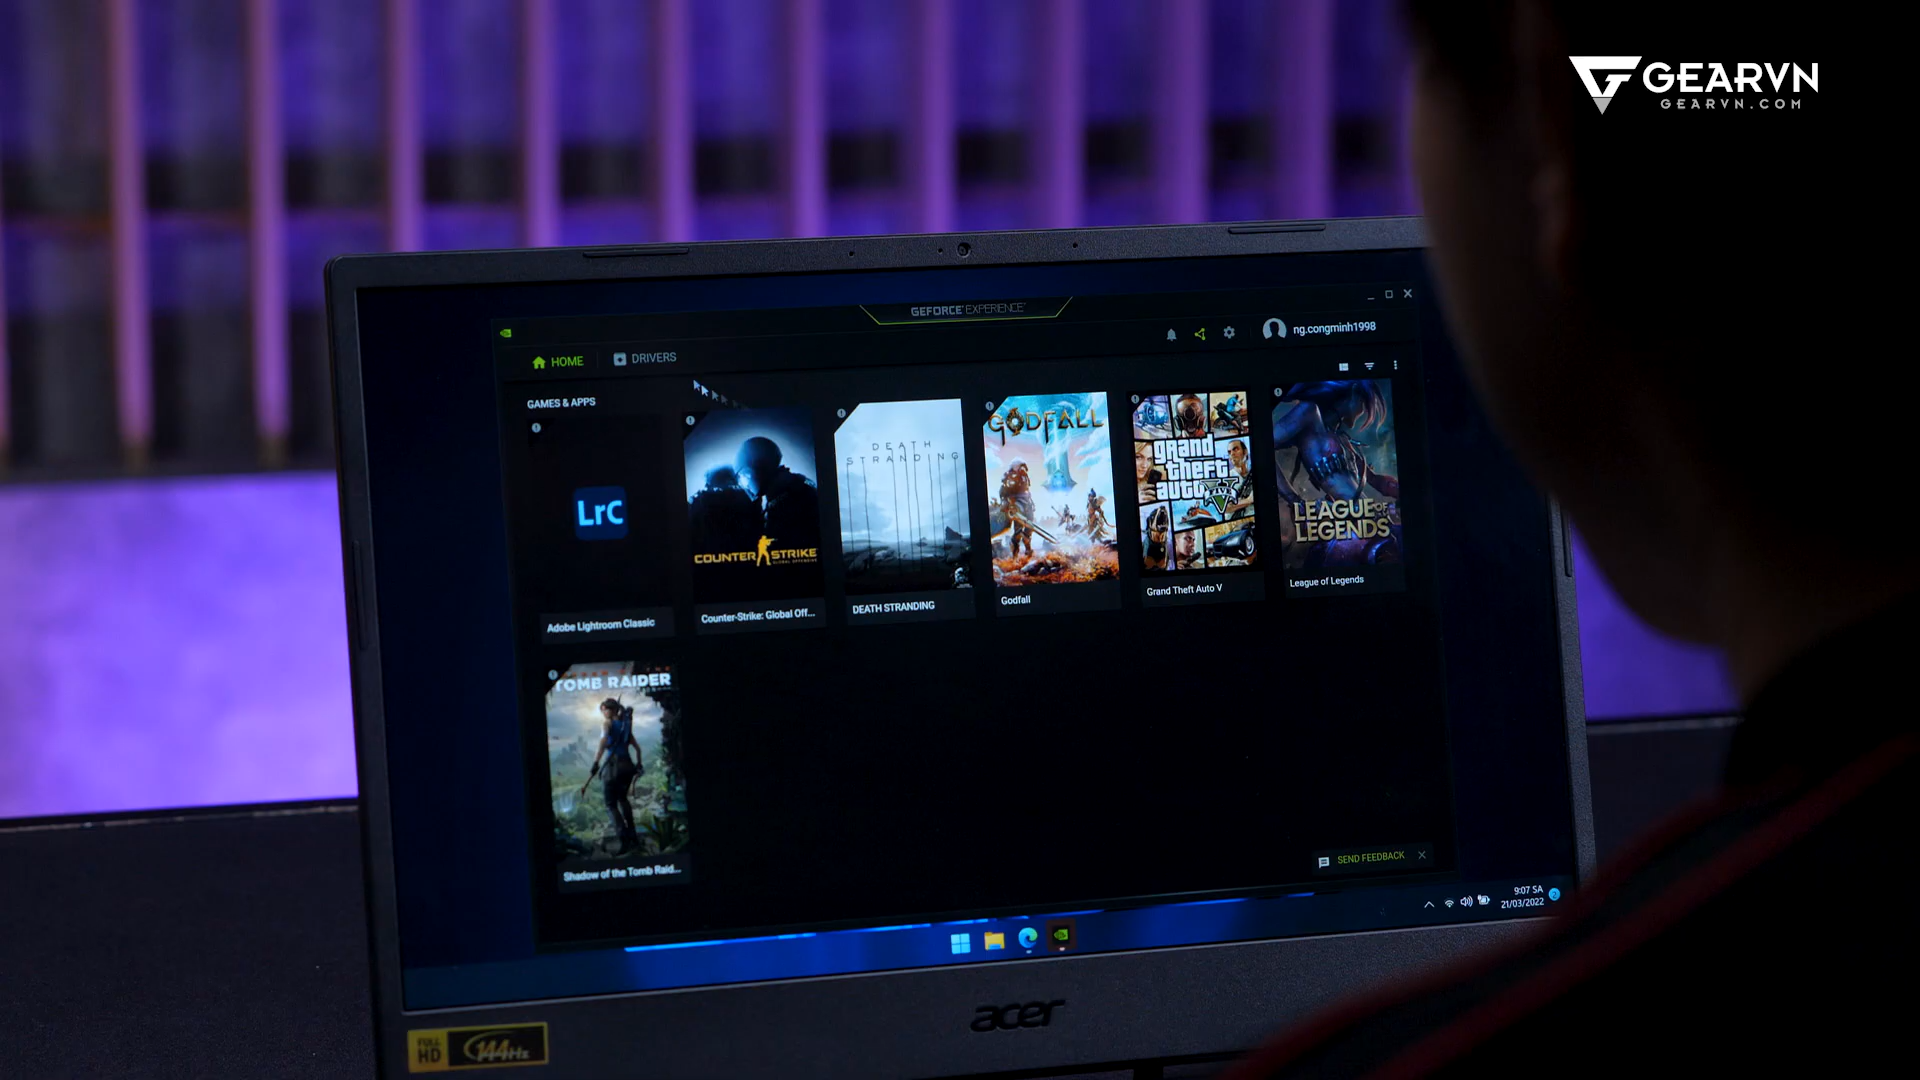 GEARVN
GEARVN.COM
GEFORCE EXPERIENCE
ng.congminh1998
HOME
DRIVERS
GAMES & APPS
LrC
COUNTER STRIKE
GLOBAL OFFENSIVE
DEATH
STRANDING
GODFALL
grand
theft
auto
V
FIVE
LEAGUE OF
LEGENDS
Adobe Lightroom Classic
Counter-Strike: Global Off...
DEATH STRANDING
Godfall
Grand Theft Auto V
League of Legends
TOMB RAIDER
Shadow of the Tomb Raid...
SEND FEEDBACK
9:07 SA
21/03/2022
acer
FULL
HD
144Hz